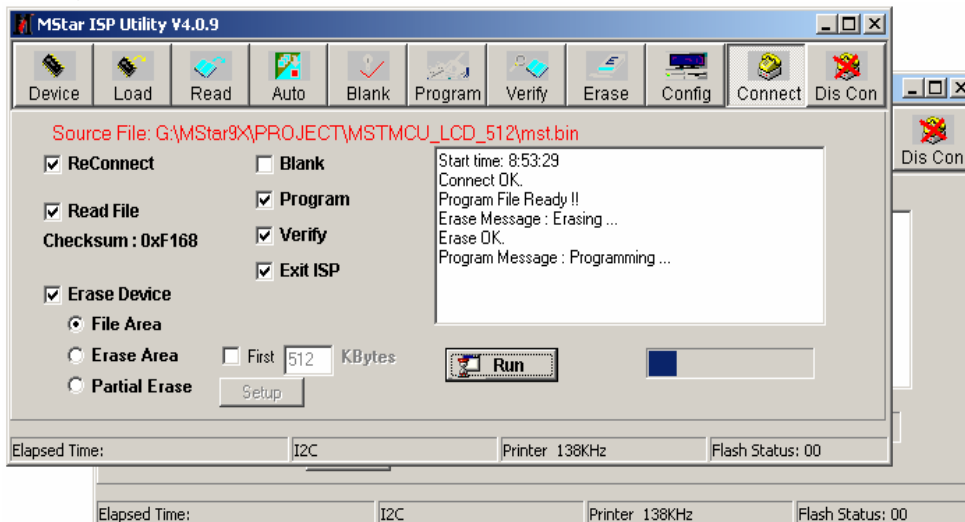 MStar ISP Utility V4.0.9
Device Load Read Auto Blank Program Verify Erase Config Connect Dis Con
Dis Con
Source File: G:\MStar9X\PROJECT\MSTMCU_LCD_512\mst.bin
ReConnect
Read File
Checksum : 0xF168
Erase Device
File Area
Erase Area
Partial Erase
Blank
Program
Verify
Exit ISP
First 512 KBytes
Setup
Start time: 8:53:29
Connect OK.
Program File Ready !!
Erase Message : Erasing ...
Erase OK.
Program Message : Programming ...
Run
Elapsed Time: I2C Printer 138KHz Flash Status: 00
Elapsed Time: I2C Printer 138KHz Flash Status: 00